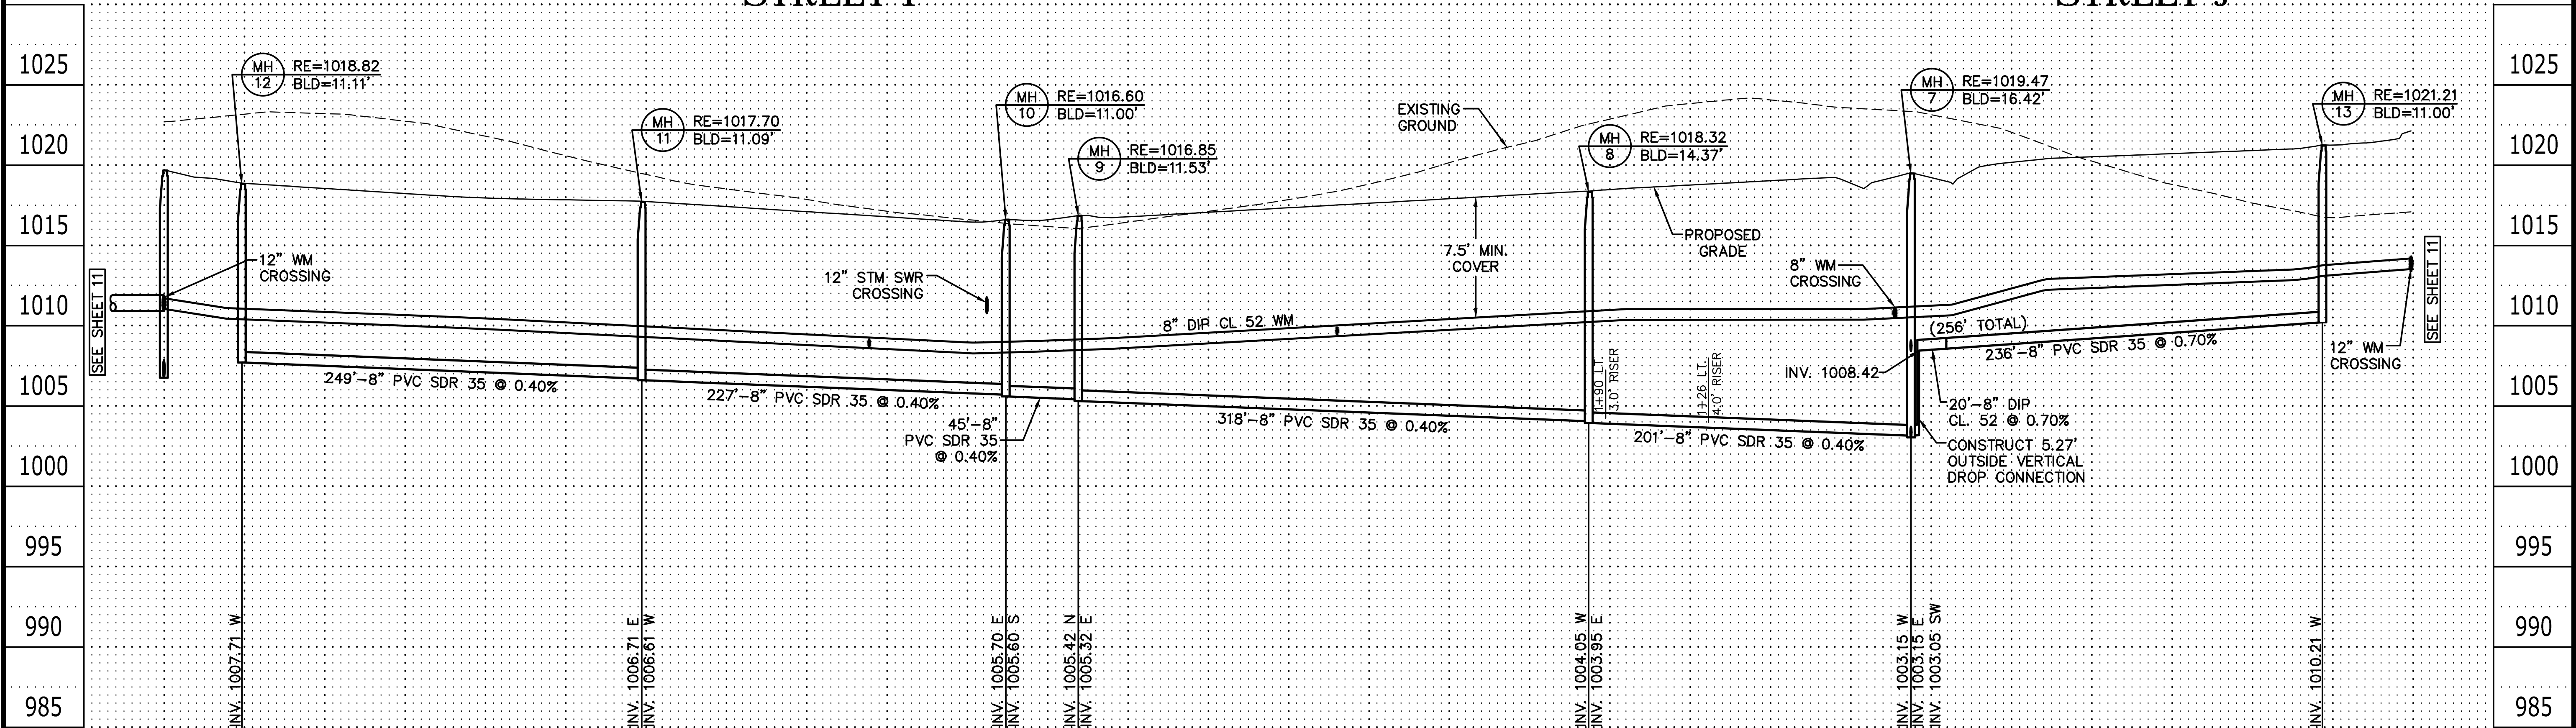 1025
1020
1015
1010
1005
1000
995
990
985
SEE SHEET 11
MH
12
RE=1018.82
BLD=11.11'
12" WM
CROSSING
249'-8" PVC SDR 35 @ 0.40%
INV. 1007.71 W
MH
11
RE=1017.70
BLD=11.09'
INV. 1006.71 E
INV. 1006.61 W
227'-8" PVC SDR 35 @ 0.40%
12" STM SWR
CROSSING
MH
10
RE=1016.60
BLD=11.00'
45'-8"
PVC SDR 35
@ 0.40%
INV. 1005.70 E
INV. 1005.60 S
MH
9
RE=1016.85
BLD=11.53'
INV. 1005.42 N
INV. 1005.32 E
8" DIP CL 52 WM
318'-8" PVC SDR 35 @ 0.40%
EXISTING
GROUND
7.5' MIN.
COVER
MH
8
RE=1018.32
BLD=14.37'
PROPOSED
GRADE
1+90 LT.
3.0' RISER
1+26 LT.
4.0' RISER
INV. 1004.05 W
INV. 1003.95 E
201'-8" PVC SDR 35 @ 0.40%
8" WM
CROSSING
MH
7
RE=1019.47
BLD=16.42'
INV. 1008.42
(256' TOTAL)
236'-8" PVC SDR 35 @ 0.70%
20'-8" DIP
CL. 52 @ 0.70%
CONSTRUCT 5.27'
OUTSIDE VERTICAL
DROP CONNECTION
INV. 1003.15 W
INV. 1003.15 E
INV. 1003.05 SW
MH
13
RE=1021.21
BLD=11.00'
INV. 1010.21 W
12" WM
CROSSING
SEE SHEET 11
1025
1020
1015
1010
1005
1000
995
990
985